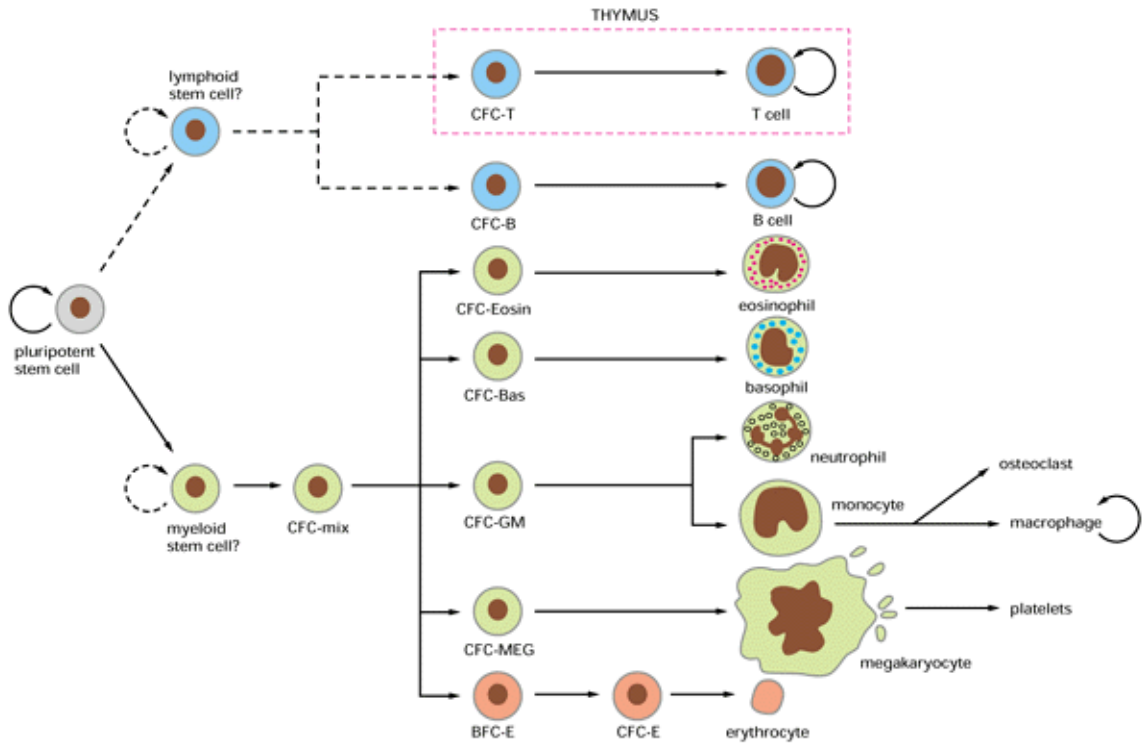 THYMUS
lymphoid
stem cell?
CFC-T
T cell
CFC-B
B cell
CFC-Eosin
eosinophil
pluripotent
stem cell
CFC-Bas
basophil
neutrophil
osteoclast
myeloid
stem cell?
CFC-mix
CFC-GM
monocyte
macrophage
CFC-MEG
megakaryocyte
platelets
BFC-E
CFC-E
erythrocyte